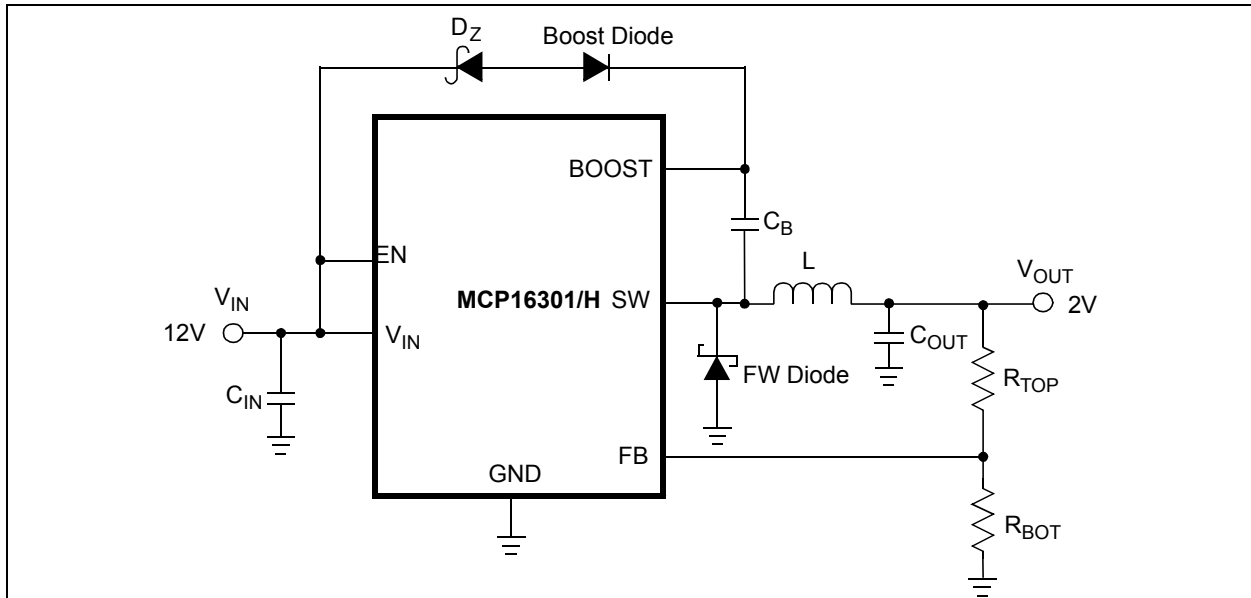 D_Z
Boost Diode
BOOST
C_B
EN
L
V_OUT
V_IN
MCP16301/H
SW
2V
12V
V_IN
C_OUT
FW Diode
R_TOP
C_IN
FB
GND
R_BOT